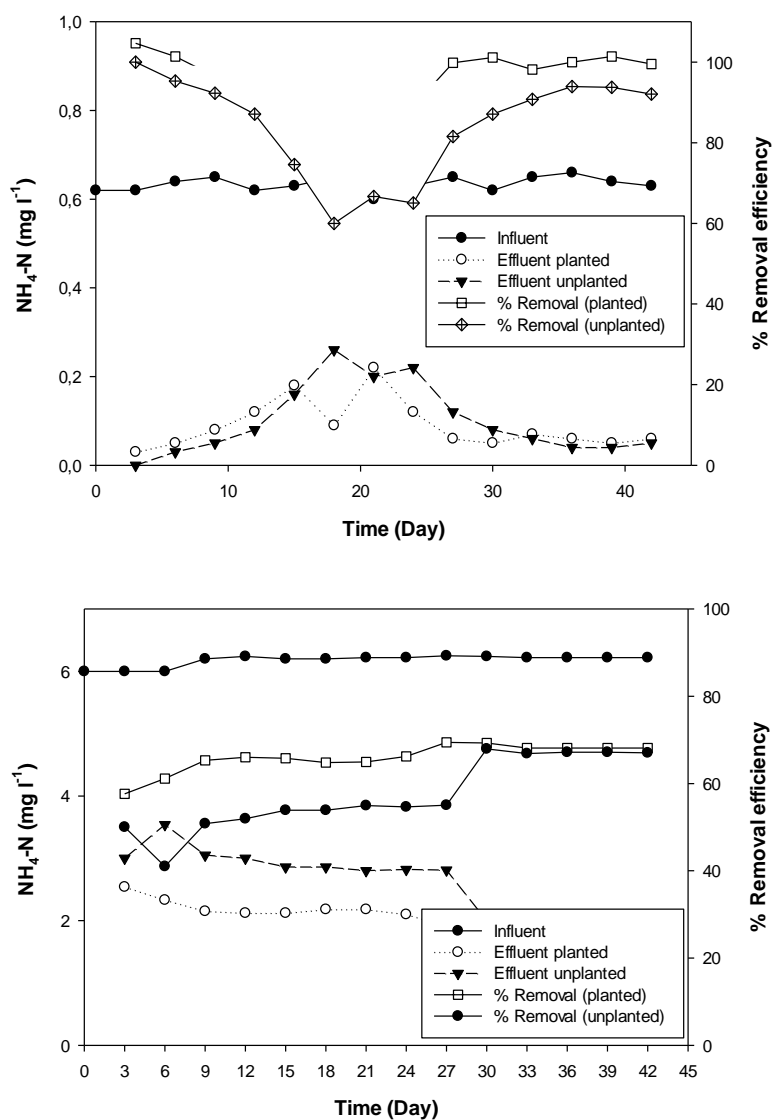 1,0
0,8
0,6
0,4
0,2
0,0
NH4-N (mg l-1)
100
80
60
40
20
0
% Removal efficiency
0 10 20 30 40
Time (Day)
Influent
Effluent planted
Effluent unplanted
% Removal (planted)
% Removal (unplanted)
6
4
2
0
NH4-N (mg l-1)
100
80
60
40
20
0
% Removal efficiency
0 3 6 9 12 15 18 21 24 27 30 33 36 39 42 45
Time (Day)
Influent
Effluent planted
Effluent unplanted
% Removal (planted)
% Removal (unplanted)